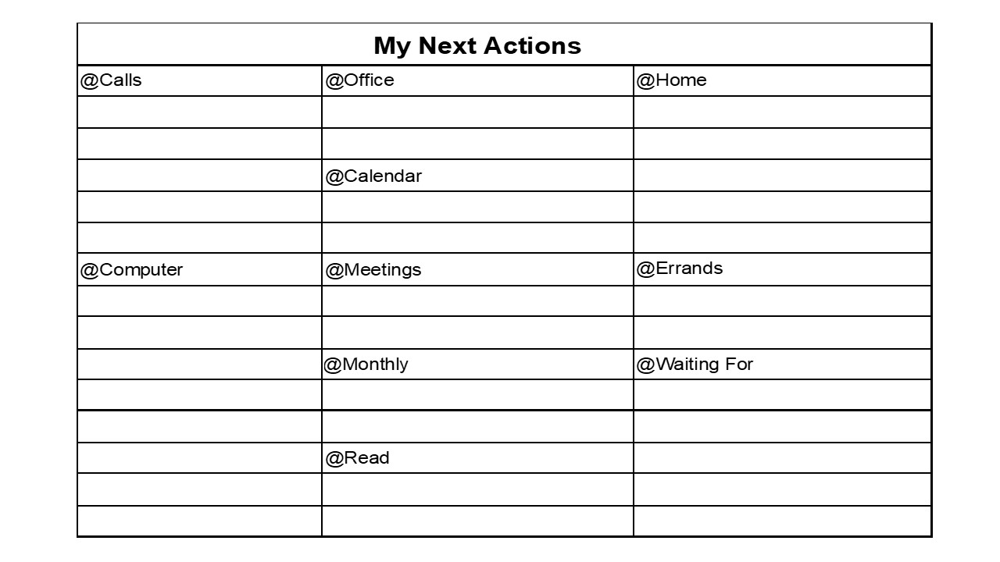 My Next Actions
@Calls @Office @Home
@Calendar
@Computer @Meetings @Errands
@Monthly @Waiting For
@Read